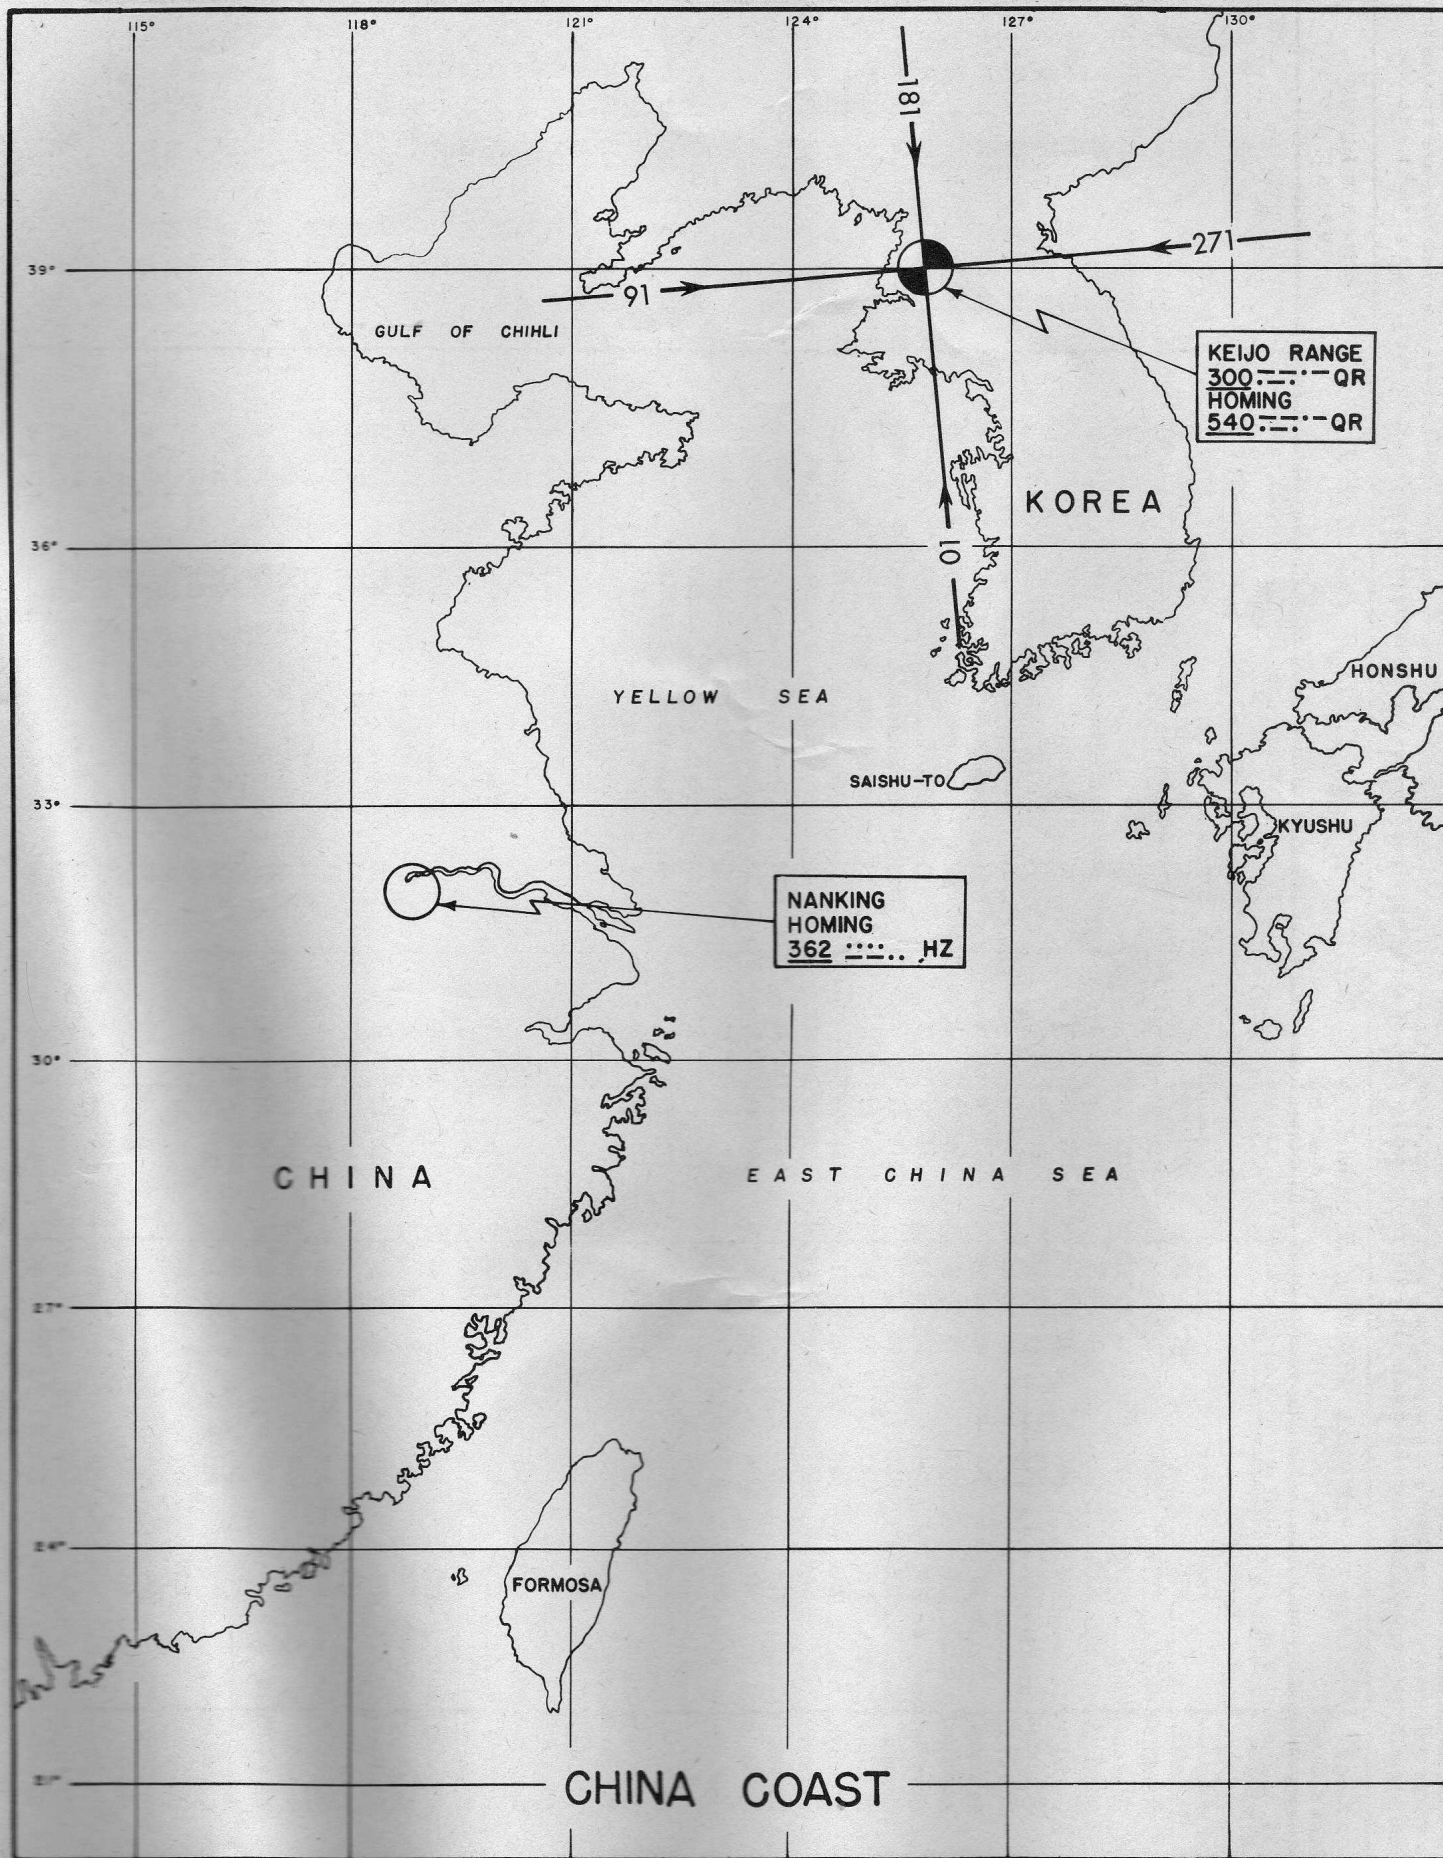 115° 118° 121° 124° 127° 130°
181
271
39°
91
GULF OF CHIHLI
KEIJO RANGE
300 --.- .-. QR
HOMING
540 --.- .-. QR
KOREA
36°
01
HONSHU
YELLOW SEA
SAISHU-TO
33°
KYUSHU
NANKING
HOMING
362 .... --.. HZ
30°
CHINA
EAST CHINA SEA
27°
24°
FORMOSA
21°
CHINA COAST